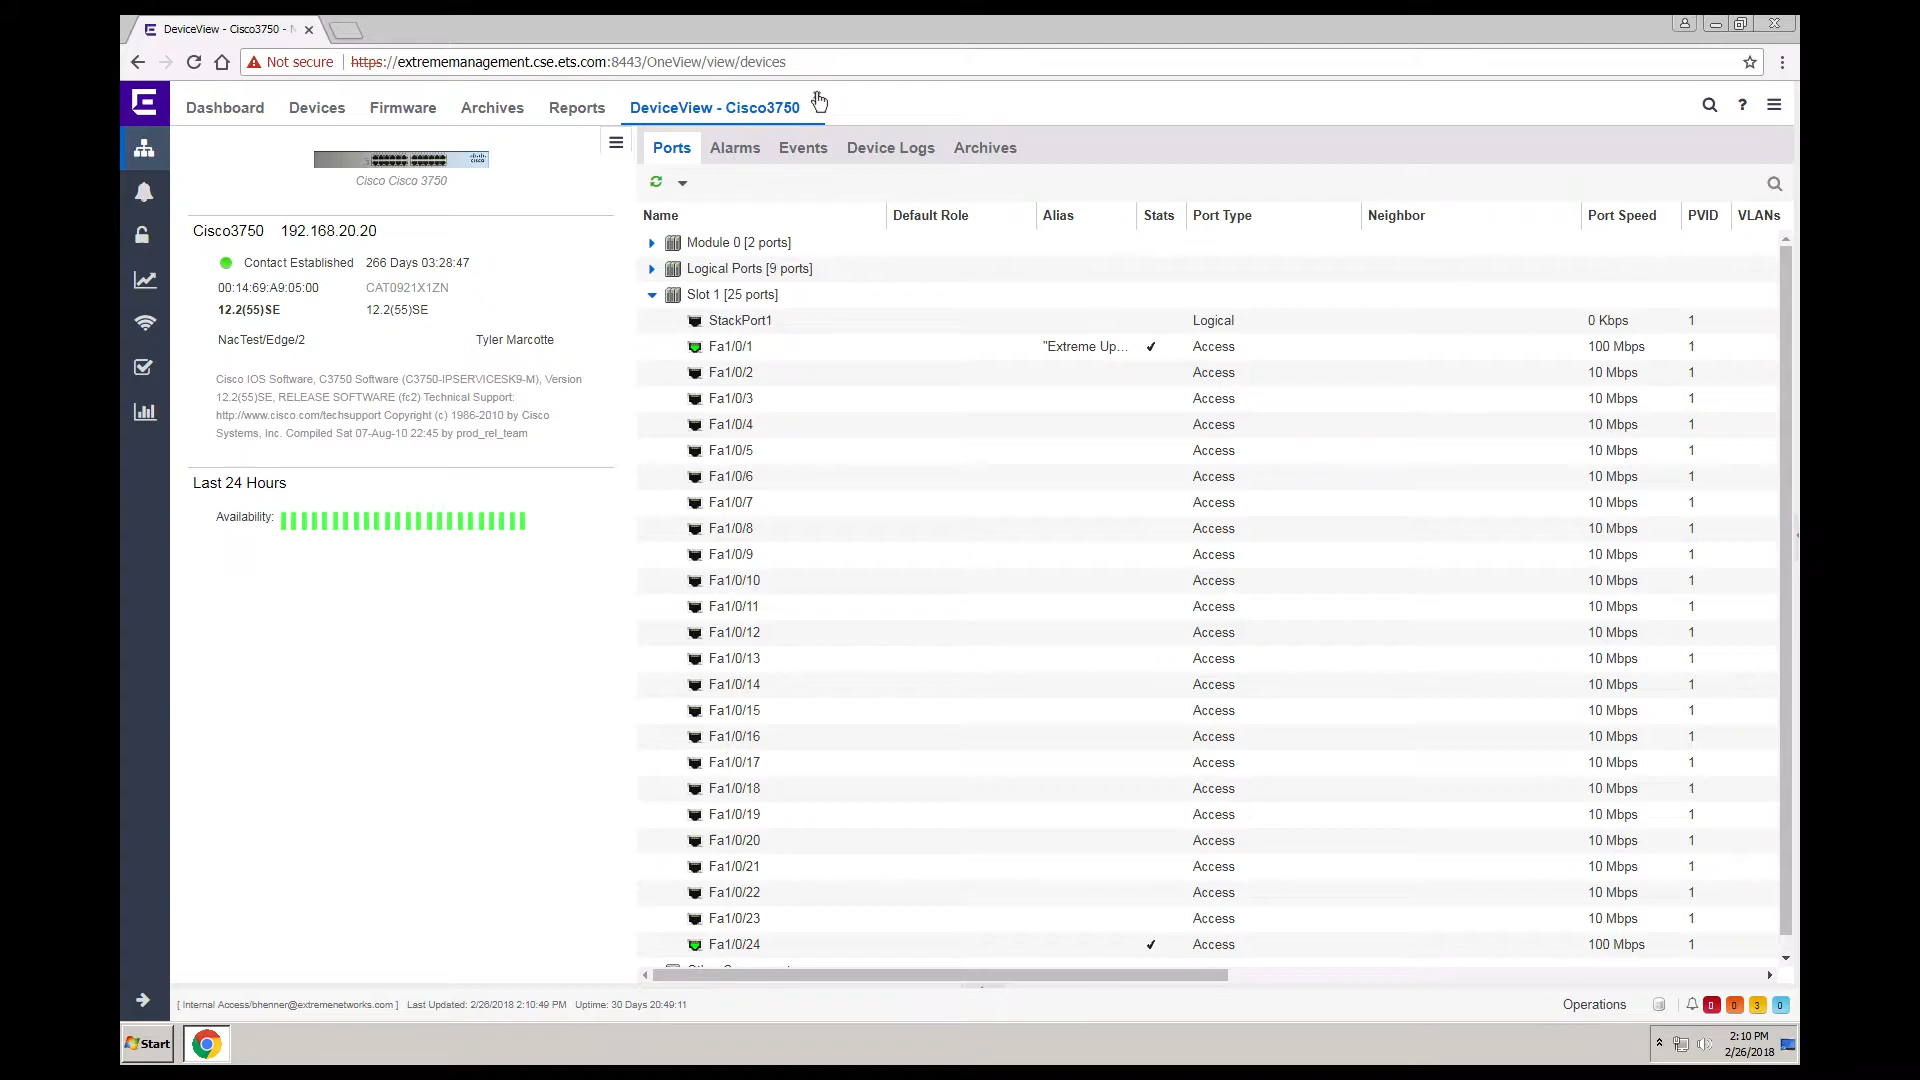 DeviceView - Cisco3750 -
Not secure https://extrememanagement.cse.ets.com:8443/OneView/view/devices
Dashboard Devices Firmware Archives Reports DeviceView - Cisco3750
Ports Alarms Events Device Logs Archives
cisco
Cisco Cisco 3750
Cisco3750 192.168.20.20
Contact Established 266 Days 03:28:47
00:14:69:A9:05:00 CAT0921X1ZN
12.2(55)SE 12.2(55)SE
NacTest/Edge/2 Tyler Marcotte
Cisco IOS Software, C3750 Software (C3750-IPSERVICESK9-M), Version
12.2(55)SE, RELEASE SOFTWARE (fc2) Technical Support:
http://www.cisco.com/techsupport Copyright (c) 1986-2010 by Cisco
Systems, Inc. Compiled Sat 07-Aug-10 22:45 by prod_rel_team
Last 24 Hours
Availability:
Name Default Role Alias Stats Port Type Neighbor Port Speed PVID VLANs
Module 0 [2 ports]
Logical Ports [9 ports]
Slot 1 [25 ports]
StackPort1 Logical 0 Kbps 1
Fa1/0/1 "Extreme Up... ✔ Access 100 Mbps 1
Fa1/0/2 Access 10 Mbps 1
Fa1/0/3 Access 10 Mbps 1
Fa1/0/4 Access 10 Mbps 1
Fa1/0/5 Access 10 Mbps 1
Fa1/0/6 Access 10 Mbps 1
Fa1/0/7 Access 10 Mbps 1
Fa1/0/8 Access 10 Mbps 1
Fa1/0/9 Access 10 Mbps 1
Fa1/0/10 Access 10 Mbps 1
Fa1/0/11 Access 10 Mbps 1
Fa1/0/12 Access 10 Mbps 1
Fa1/0/13 Access 10 Mbps 1
Fa1/0/14 Access 10 Mbps 1
Fa1/0/15 Access 10 Mbps 1
Fa1/0/16 Access 10 Mbps 1
Fa1/0/17 Access 10 Mbps 1
Fa1/0/18 Access 10 Mbps 1
Fa1/0/19 Access 10 Mbps 1
Fa1/0/20 Access 10 Mbps 1
Fa1/0/21 Access 10 Mbps 1
Fa1/0/22 Access 10 Mbps 1
Fa1/0/23 Access 10 Mbps 1
Fa1/0/24 ✔ Access 100 Mbps 1
[ Internal Access/bhenner@extremenetworks.com ] Last Updated: 2/26/2018 2:10:49 PM Uptime: 30 Days 20:49:11
Operations 0 0 3 0
Start
2:10 PM
2/26/2018